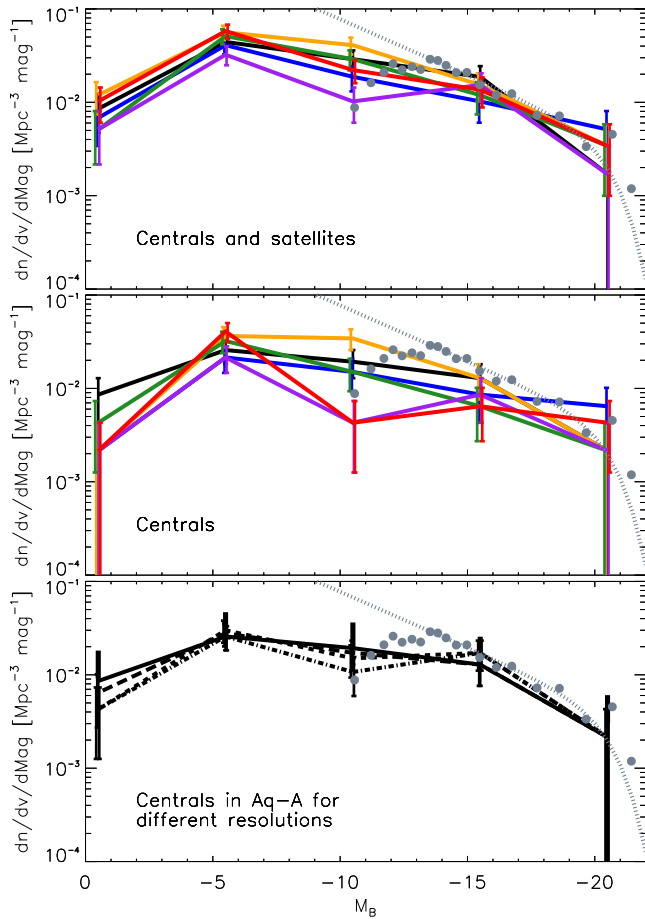 10⁻¹
10⁻²
10⁻³
10⁻⁴
dn/dv/dMag [Mpc⁻³ mag⁻¹]
Centrals and satellites
10⁻¹
10⁻²
10⁻³
10⁻⁴
dn/dv/dMag [Mpc⁻³ mag⁻¹]
Centrals
10⁻¹
10⁻²
10⁻³
10⁻⁴
dn/dv/dMag [Mpc⁻³ mag⁻¹]
Centrals in Aq−A for
different resolutions
0 −5 −10 −15 −20
M_B